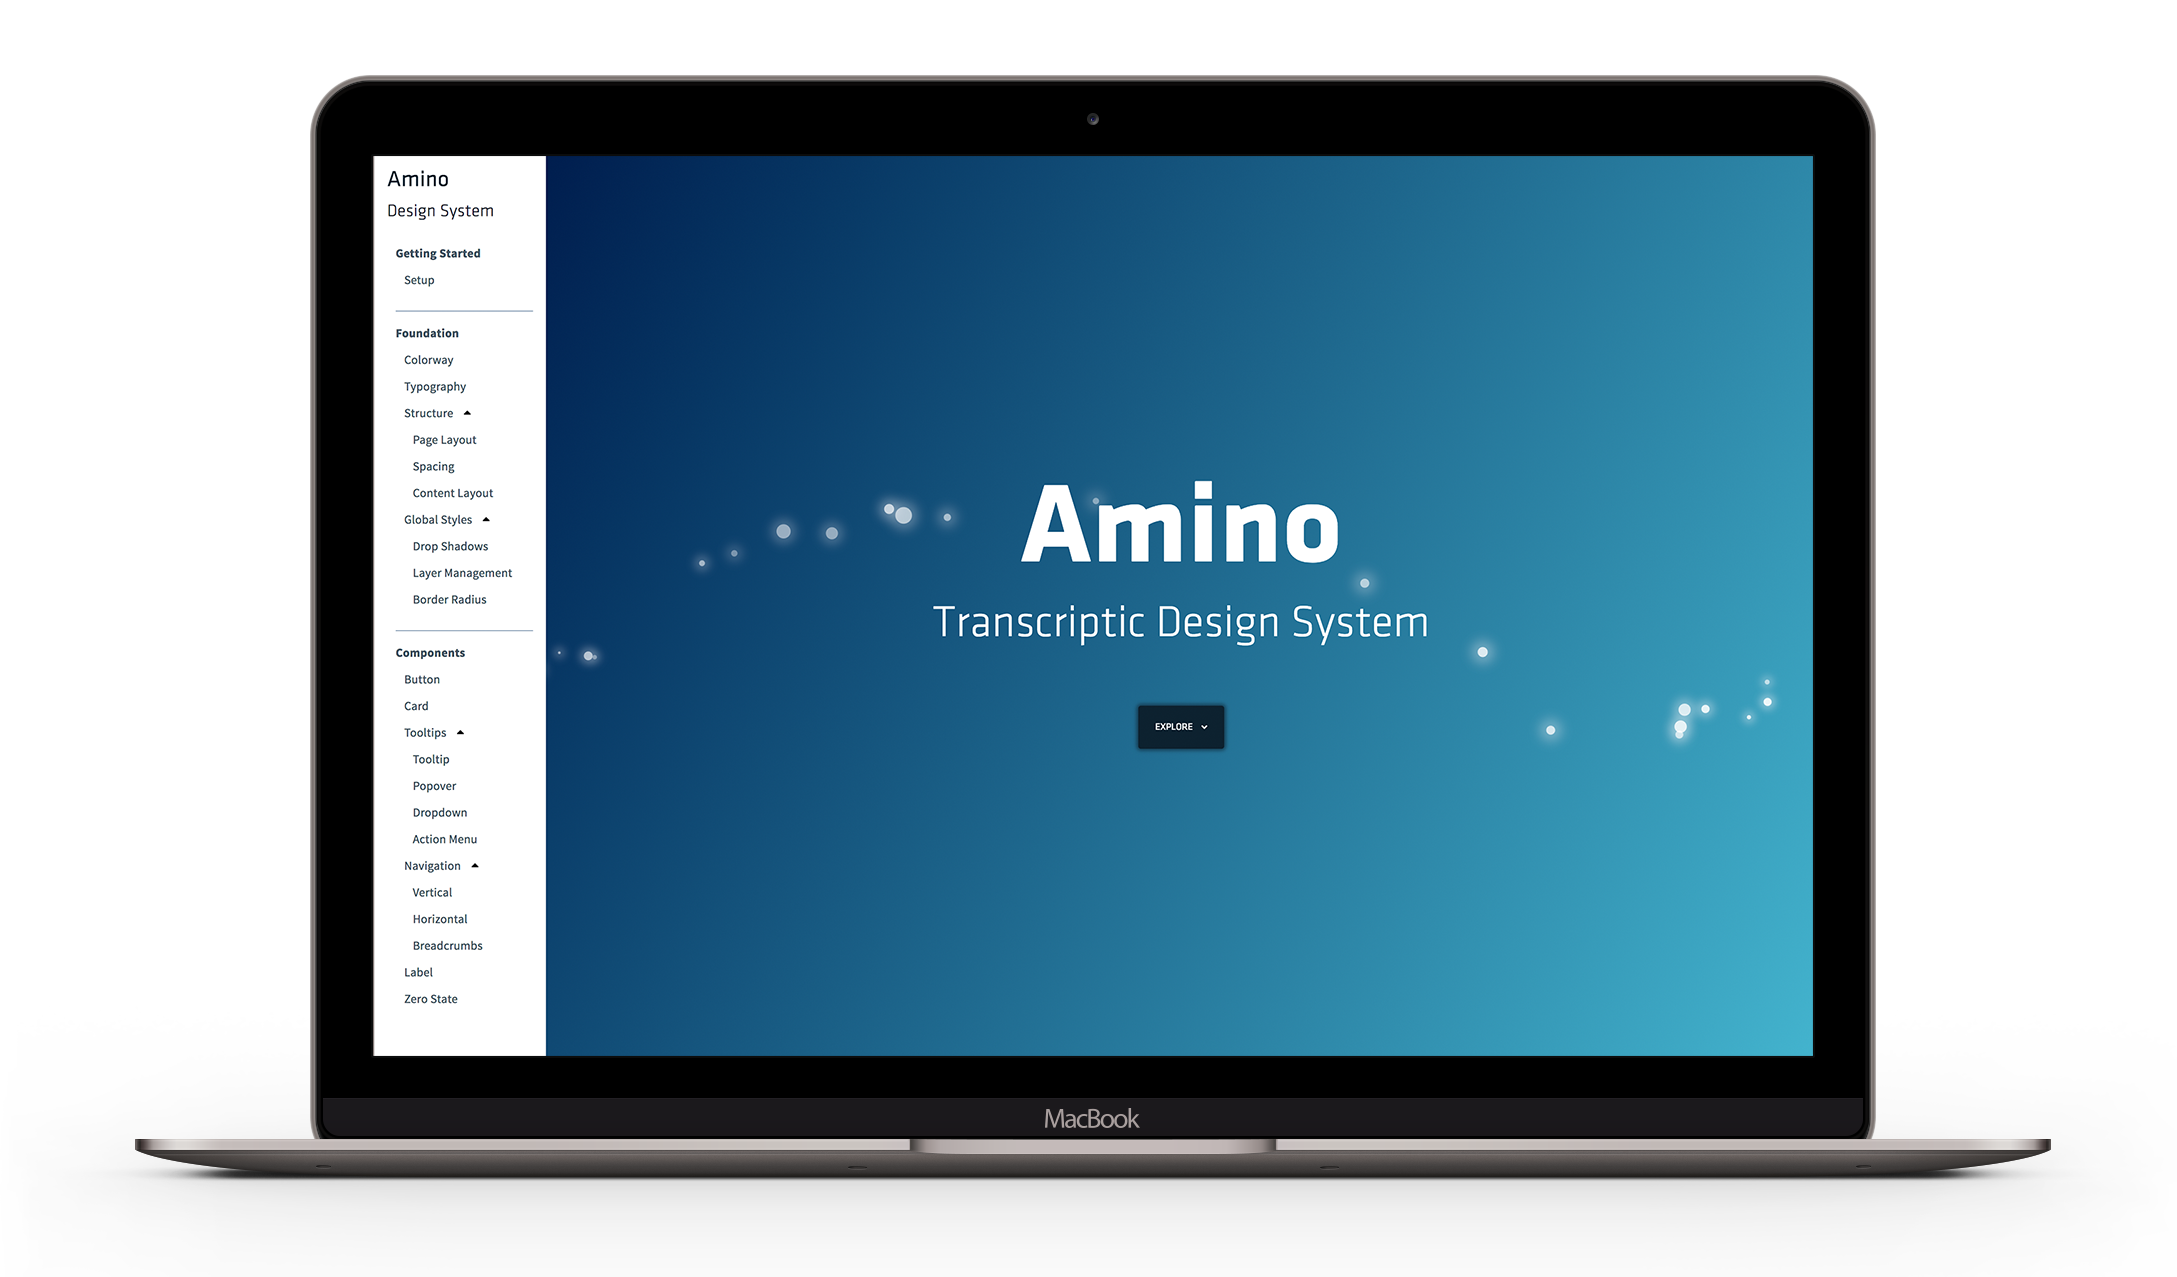 Amino
Design System
Getting Started
Setup
Foundation
Colorway
Typography
Structure
Page Layout
Spacing
Content Layout
Global Styles
Drop Shadows
Layer Management
Border Radius
Components
Button
Card
Tooltips
Tooltip
Popover
Dropdown
Action Menu
Navigation
Vertical
Horizontal
Breadcrumbs
Label
Zero State
Amino
Transcriptic Design System
EXPLORE
MacBook